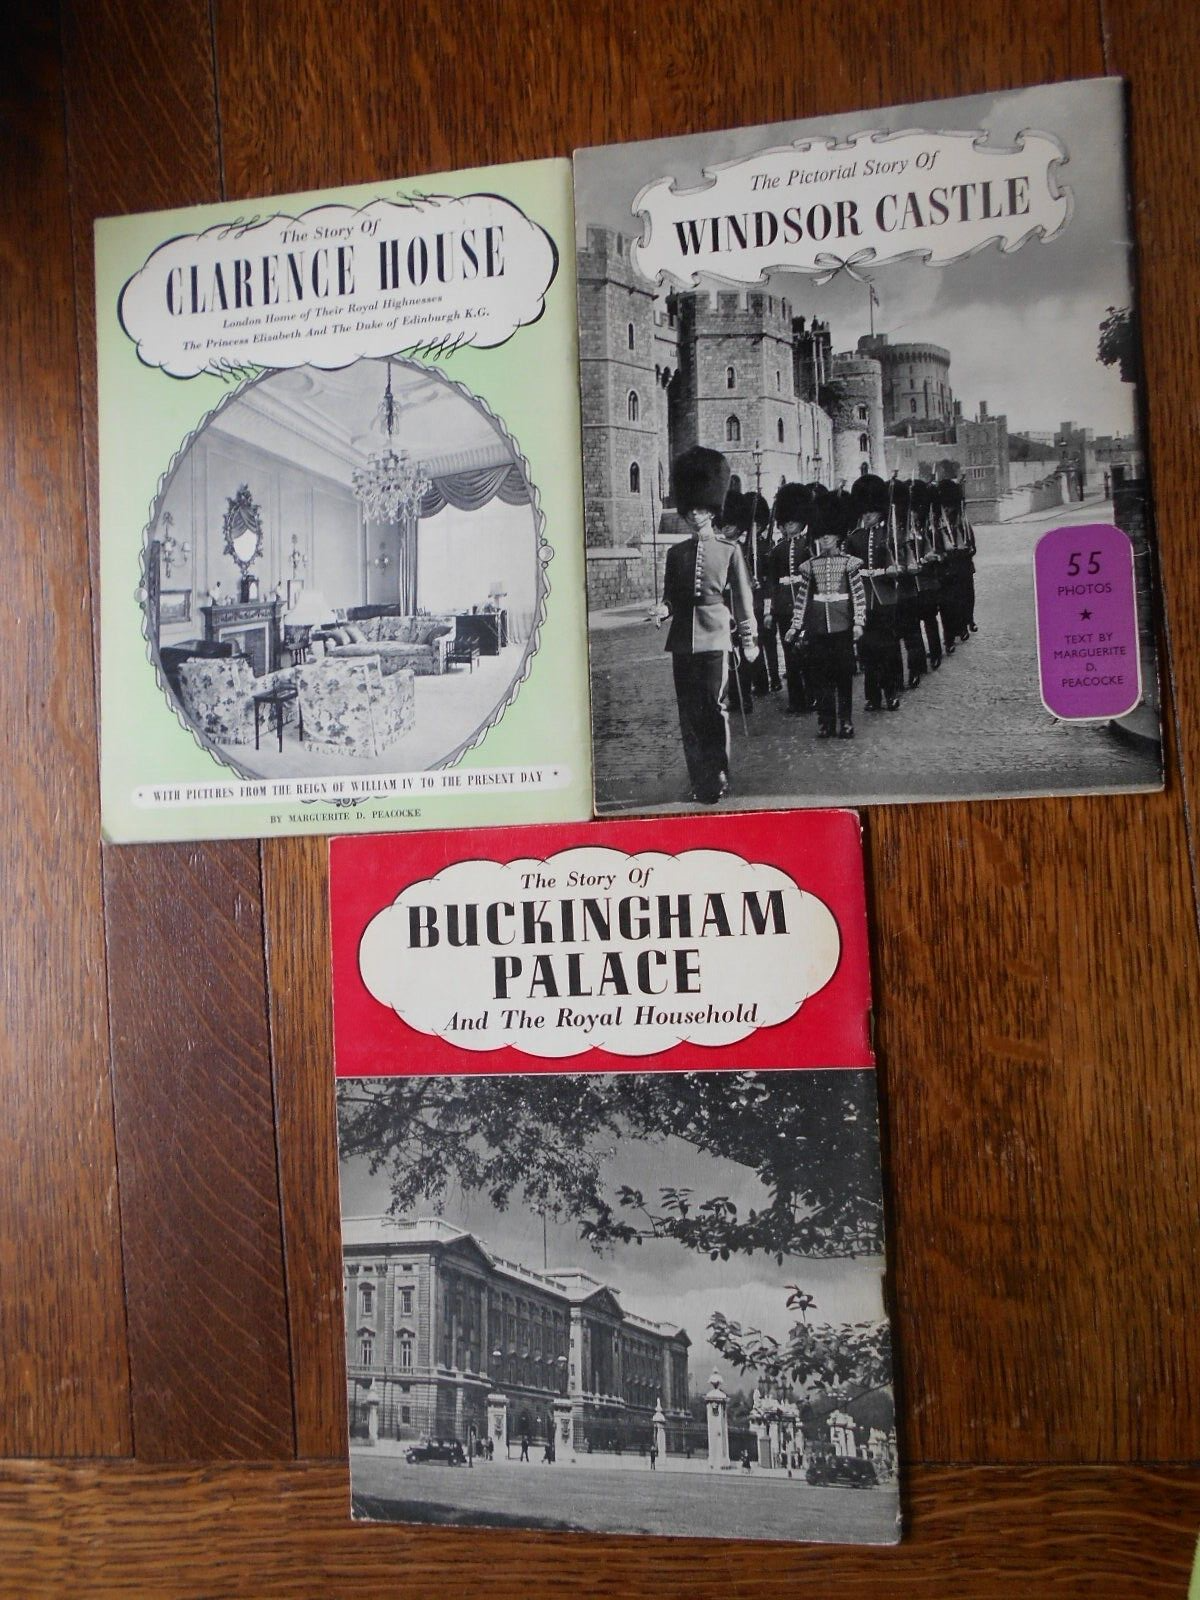 The Story Of
CLARENCE HOUSE
London Home of Their Royal Highnesses
The Princess Elizabeth And The Duke of Edinburgh K.G.
* WITH PICTURES FROM THE REIGN OF WILLIAM IV TO THE PRESENT DAY *
BY MARGUERITE D. PEACOCKE
The Pictorial Story Of
WINDSOR CASTLE
55
PHOTOS
★
TEXT BY
MARGUERITE
D.
PEACOCKE
The Story Of
BUCKINGHAM
PALACE
And The Royal Household